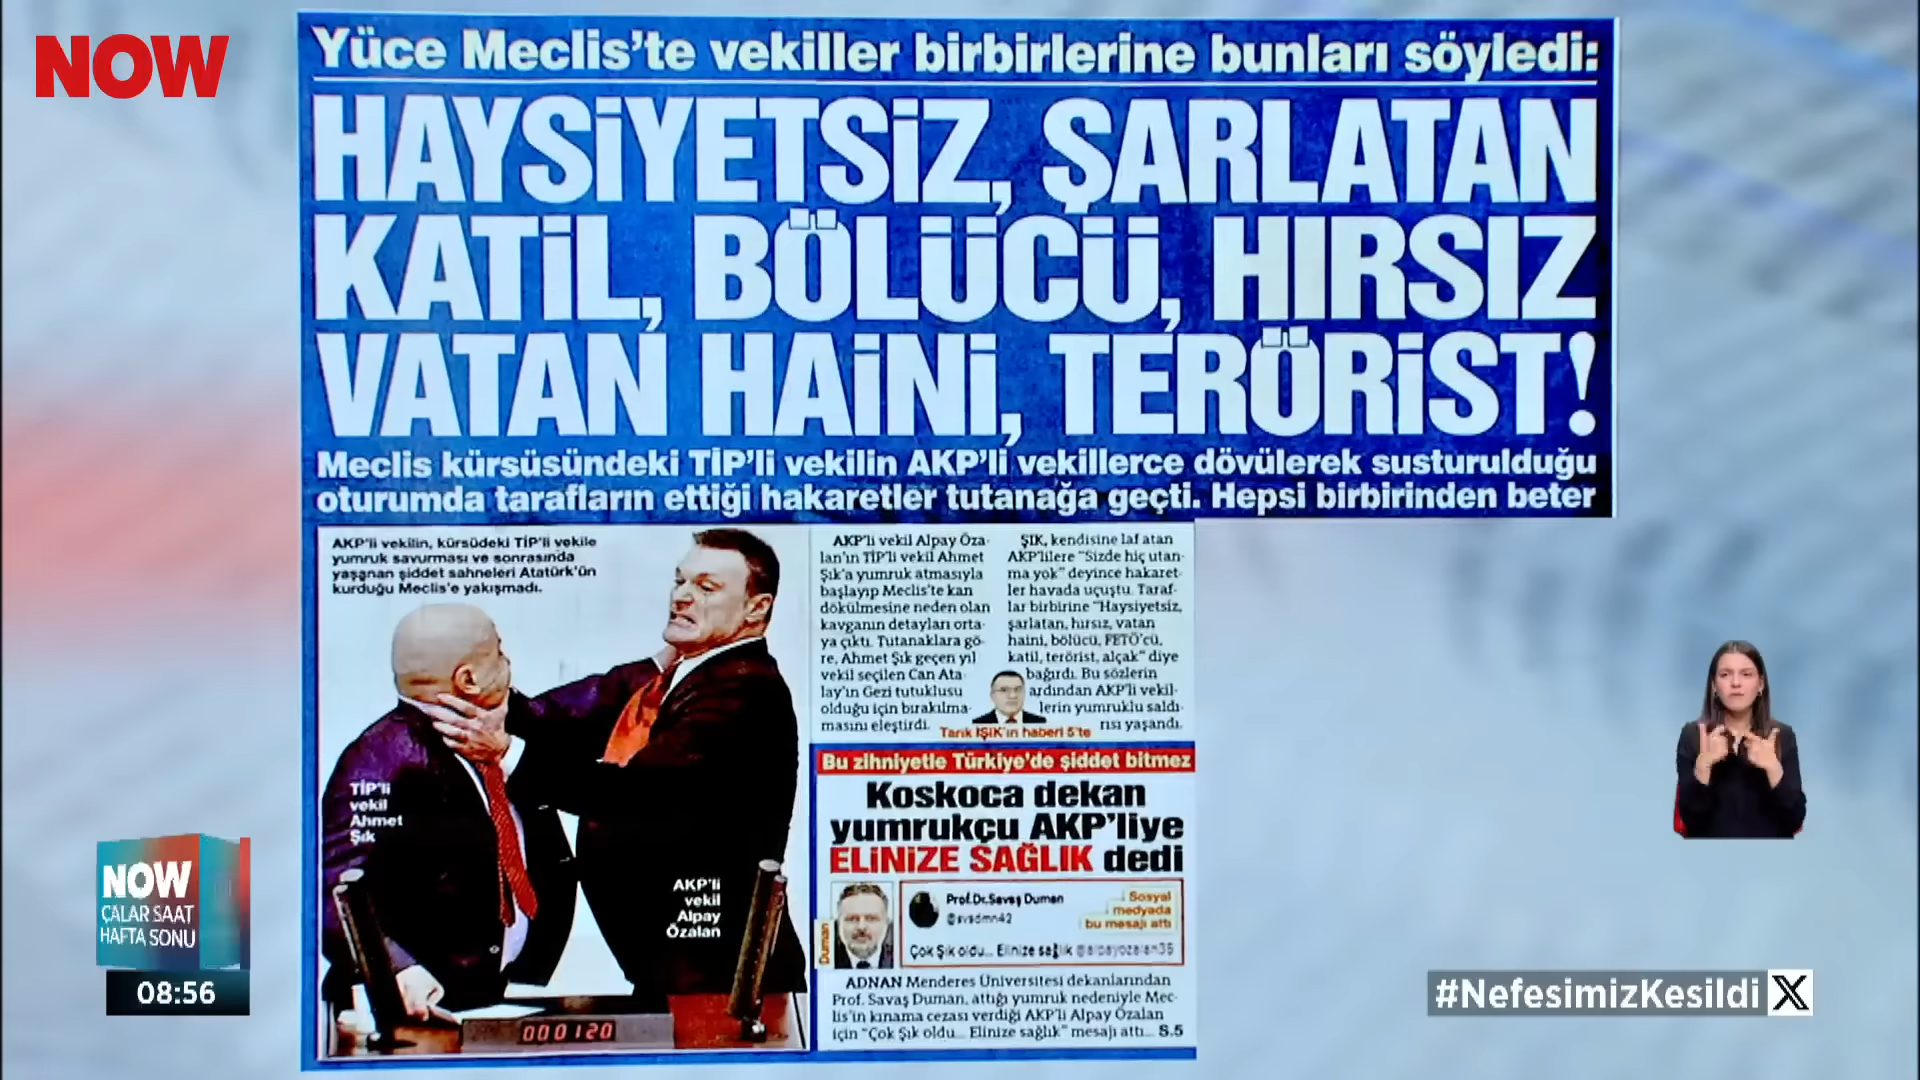 NOW
Yüce Meclis'te vekiller birbirlerine bunları söyledi:
HAYSİYETSİZ, ŞARLATAN
KATİL, BÖLÜCÜ, HIRSIZ
VATAN HAİNİ, TERÖRİST!
Meclis kürsüsündeki TİP'li vekilin AKP'li vekillerce dövülerek susturulduğu
oturumda tarafların ettiği hakaretler tutanağa geçti. Hepsi birbirinden beter
AKP'li vekilin, kürsüdeki TİP'li vekile
yumruk savurması ve sonrasında
yaşanan şiddet sahneleri Atatürk'ün
kurduğu Meclis'e yakışmadı.
TİP'li
vekil
Ahmet
Şık
AKP'li
vekil
Alpay
Özalan
000120
AKP'li vekil Alpay Öza-
lan'ın TİP'li vekil Ahmet
Şık'a yumruk atmasıyla
başlayıp Meclis'te kan
dökülmesine neden olan
kavganın detayları orta-
ya çıktı. Tutanaklara gö-
re, Ahmet Şık geçen yıl
vekil seçilen Can Ata-
lay'ın Gezi tutuklusu
olduğu için bırakılma-
masını eleştirdi.
ŞIK, kendisine laf atan
AKP'lilere "Sizde hiç utan-
ma yok" deyince hakaret-
ler havada uçuştu. Taraf-
lar birbirine "Haysiyetsiz,
şarlatan, hırsız, vatan
haini, bölücü, FETÖ'cü,
katil, terörist, alçak" diye
bağırdı. Bu sözlerin
ardından AKP'li vekil-
lerin yumruklu saldı-
rısı yaşandı.
Tarık IŞIK'ın haberi 5'te
Bu zihniyetle Türkiye'de şiddet bitmez
Koskoca dekan
yumrukçu AKP'liye
ELİNİZE SAĞLIK dedi
Duman
Prof.Dr.Savaş Duman
@svsdmn42
Sosyal
medyada
bu mesajı attı
Çok Şık oldu... Elinize sağlık @alpayozalan35
ADNAN Menderes Üniversitesi dekanlarından
Prof. Savaş Duman, attığı yumruk nedeniyle Mec-
lis'in kınama cezası verdiği AKP'li Alpay Özalan
için "Çok Şık oldu... Elinize sağlık" mesajı attı... S.5
NOW
ÇALAR SAAT
HAFTA SONU
08:56
#NefesimizKesildi X